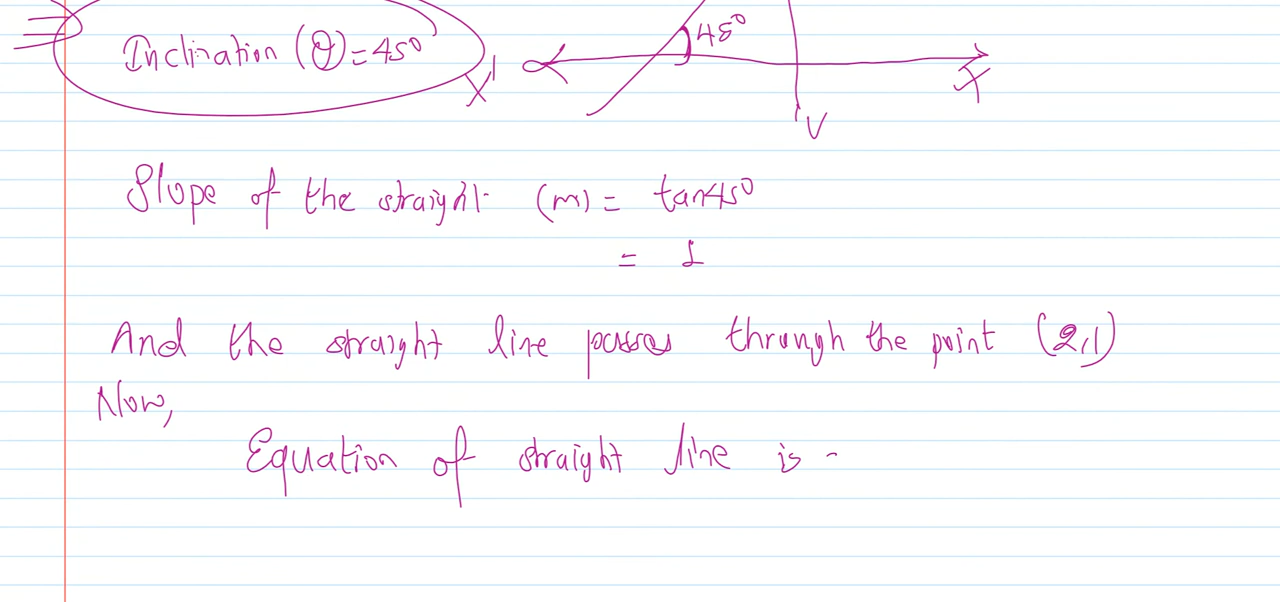 Inclination (θ)=45°
45°
X'
X
Slope of the straight (m) = tan45°
= 1
And the straight line passes through the point (2,1)
Now,
Equation of straight line is -